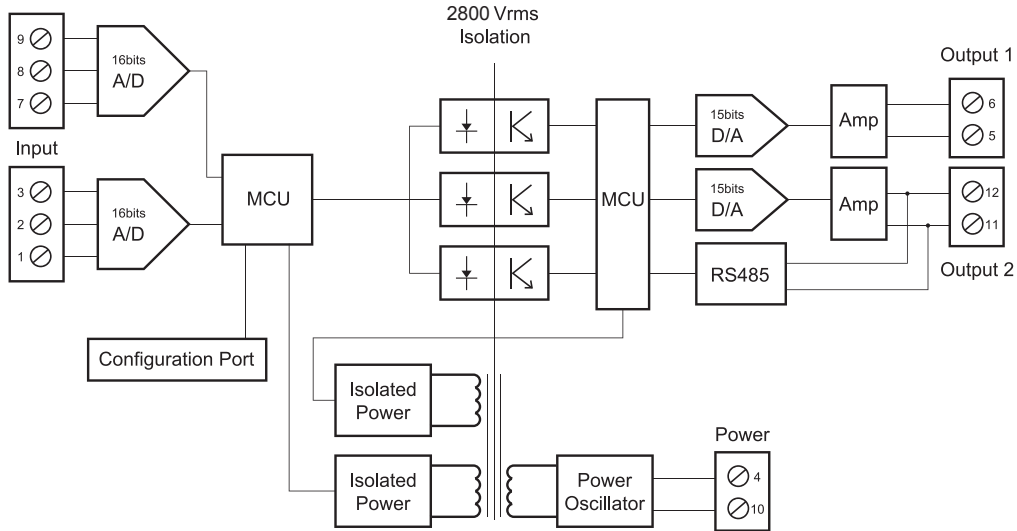 2800 Vrms
Isolation
9
8
7
16bits
A/D
Input
3
2
1
16bits
A/D
MCU
Configuration Port
MCU
15bits
D/A
Amp
Output 1
6
5
15bits
D/A
Amp
12
11
Output 2
RS485
Isolated
Power
Isolated
Power
Power
Oscillator
Power
4
10